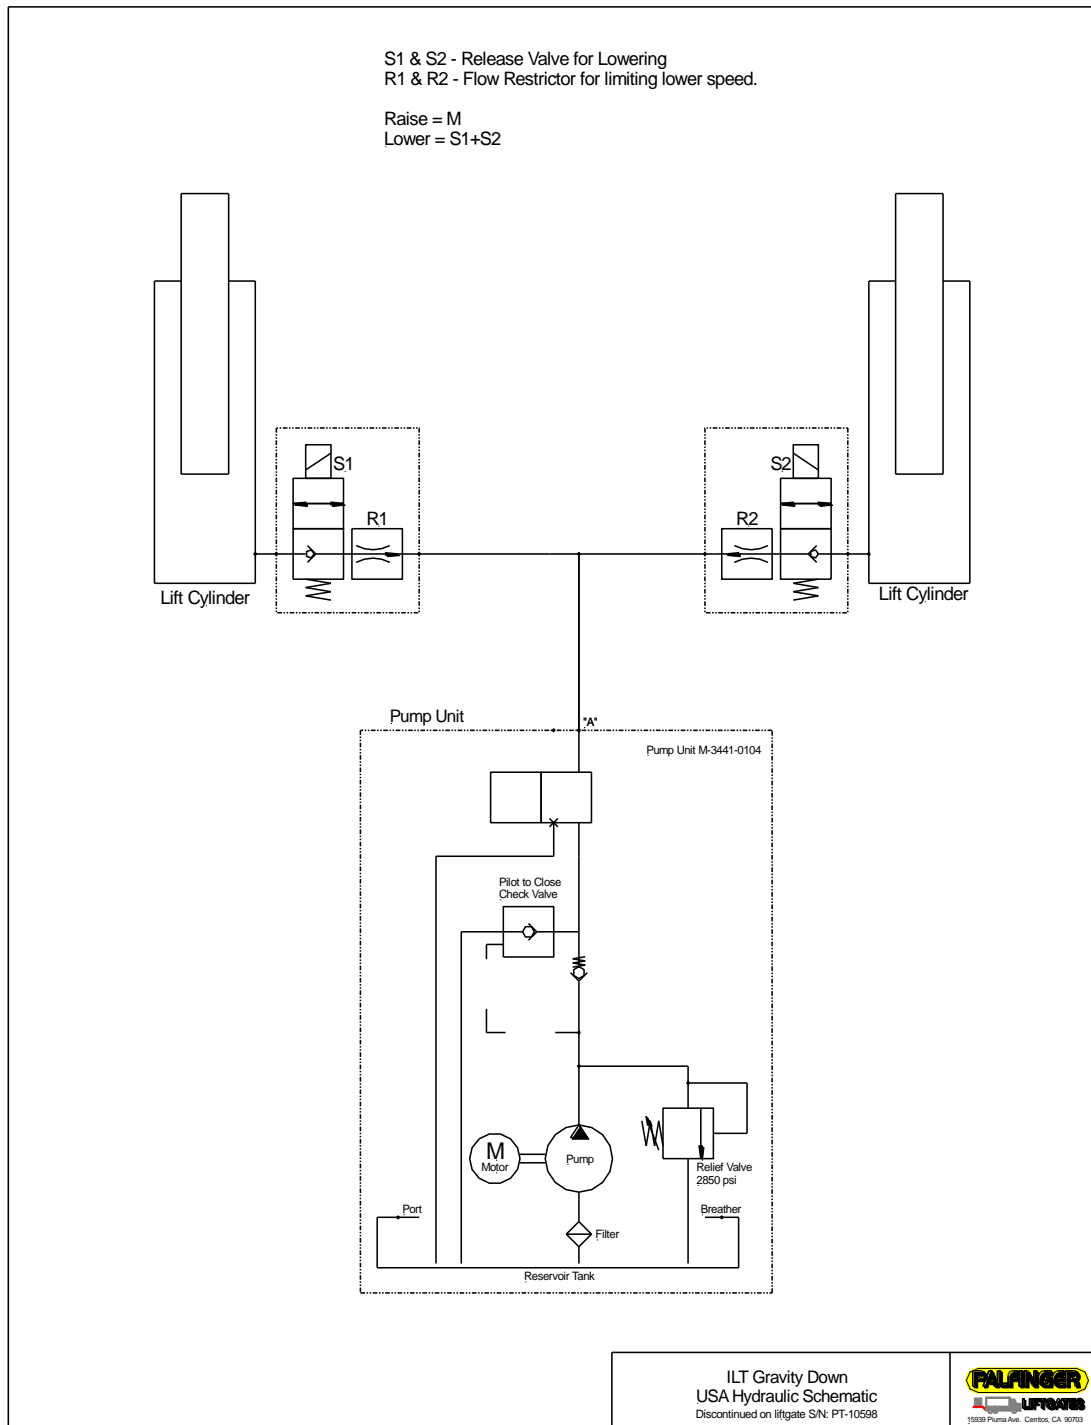 S1 & S2 - Release Valve for Lowering
R1 & R2 - Flow Restrictor for limiting lower speed.
Raise = M
Lower = S1+S2
S1
S2
R1
R2
Lift Cylinder
Lift Cylinder
Pump Unit
"A"
Pump Unit M-3441-0104
Pilot to Close
Check Valve
M
Motor
Pump
Relief Valve
2850 psi
Port
Breather
Filter
Reservoir Tank
ILT Gravity Down
USA Hydraulic Schematic
Discontinued on liftgate S/N: PT-10598
PALFINGER
LIFTGATES
15939 Piuma Ave. Cerritos, CA 90703